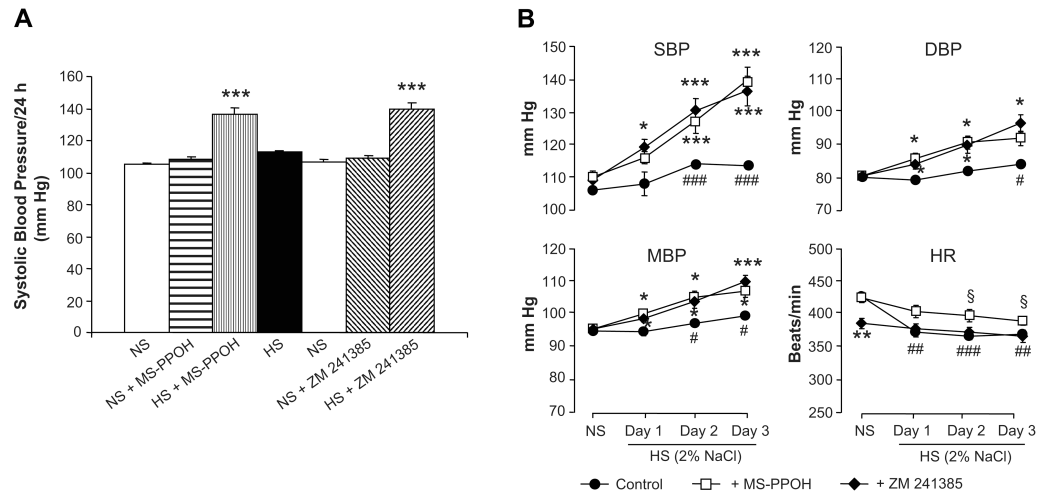 A
Systolic Blood Pressure/24 h
(mm Hg)
160
140
120
100
80
60
40
20
0
***
***
NS
NS + MS-PPOH
HS + MS-PPOH
HS
NS
NS + ZM 241385
HS + ZM 241385
B
SBP
mm Hg
150
140
130
120
110
100
*
***
***
***
***
###
###
DBP
mm Hg
120
110
100
90
80
70
*
*
*
*
*
#
MBP
mm Hg
120
110
100
90
80
70
*
*
***
*
*
*
#
#
NS
Day 1
Day 2
Day 3
HS (2% NaCl)
HR
Beats/min
500
450
400
350
300
250
§
§
**
##
###
##
NS
Day 1
Day 2
Day 3
HS (2% NaCl)
Control
+ MS-PPOH
+ ZM 241385